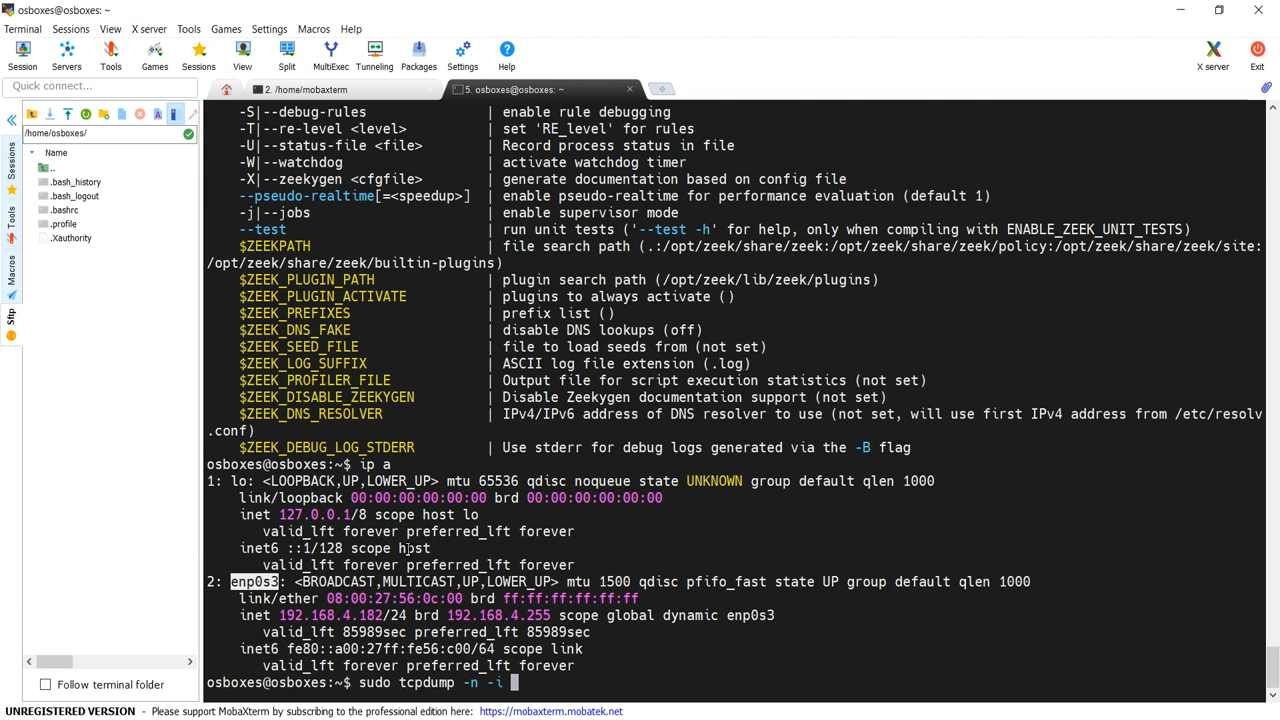 osboxes@osboxes: ~
Terminal Sessions View X server Tools Games Settings Macros Help
Session Servers Tools Games Sessions View Split MultiExec Tunneling Packages Settings Help X server Exit
Quick connect...
2. /home/mobaxterm
5. osboxes@osboxes: ~
/home/osboxes/
Name
..
.bash_history
.bash_logout
.bashrc
.profile
.Xauthority
Sessions
Tools
Macros
Sftp
Follow terminal folder
-S|--debug-rules | enable rule debugging
-T|--re-level <level> | set 'RE_level' for rules
-U|--status-file <file> | Record process status in file
-W|--watchdog | activate watchdog timer
-X|--zeekygen <cfgfile> | generate documentation based on config file
--pseudo-realtime[=<speedup>] | enable pseudo-realtime for performance evaluation (default 1)
-j|--jobs | enable supervisor mode
--test | run unit tests ('--test -h' for help, only when compiling with ENABLE_ZEEK_UNIT_TESTS)
$ZEEKPATH | file search path (.:/opt/zeek/share/zeek:/opt/zeek/share/zeek/policy:/opt/zeek/share/zeek/site:
/opt/zeek/share/zeek/builtin-plugins)
$ZEEK_PLUGIN_PATH | plugin search path (/opt/zeek/lib/zeek/plugins)
$ZEEK_PLUGIN_ACTIVATE | plugins to always activate ()
$ZEEK_PREFIXES | prefix list ()
$ZEEK_DNS_FAKE | disable DNS lookups (off)
$ZEEK_SEED_FILE | file to load seeds from (not set)
$ZEEK_LOG_SUFFIX | ASCII log file extension (.log)
$ZEEK_PROFILER_FILE | Output file for script execution statistics (not set)
$ZEEK_DISABLE_ZEEKYGEN | Disable Zeekygen documentation support (not set)
$ZEEK_DNS_RESOLVER | IPv4/IPv6 address of DNS resolver to use (not set, will use first IPv4 address from /etc/resolv
.conf)
$ZEEK_DEBUG_LOG_STDERR | Use stderr for debug logs generated via the -B flag
osboxes@osboxes:~$ ip a
1: lo: <LOOPBACK,UP,LOWER_UP> mtu 65536 qdisc noqueue state UNKNOWN group default qlen 1000
link/loopback 00:00:00:00:00:00 brd 00:00:00:00:00:00
inet 127.0.0.1/8 scope host lo
valid_lft forever preferred_lft forever
inet6 ::1/128 scope host
valid_lft forever preferred_lft forever
2: enp0s3: <BROADCAST,MULTICAST,UP,LOWER_UP> mtu 1500 qdisc pfifo_fast state UP group default qlen 1000
link/ether 08:00:27:56:0c:00 brd ff:ff:ff:ff:ff:ff
inet 192.168.4.182/24 brd 192.168.4.255 scope global dynamic enp0s3
valid_lft 85989sec preferred_lft 85989sec
inet6 fe80::a00:27ff:fe56:c00/64 scope link
valid_lft forever preferred_lft forever
osboxes@osboxes:~$ sudo tcpdump -n -i
UNREGISTERED VERSION - Please support MobaXterm by subscribing to the professional edition here: https://mobaxterm.mobatek.net